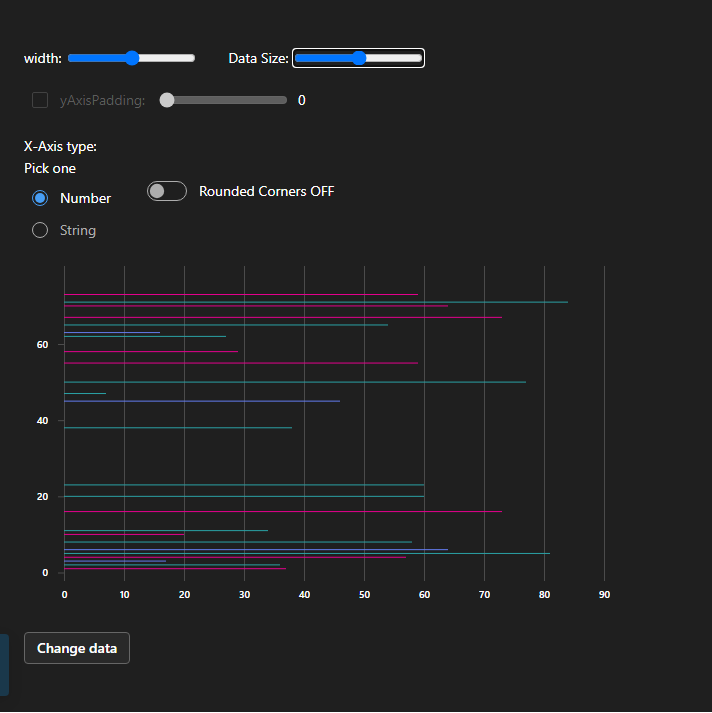 width: Data Size:
yAxisPadding: 0
X-Axis type:
Pick one
Number Rounded Corners OFF
String
60
40
20
0
0 10 20 30 40 50 60 70 80 90
Change data